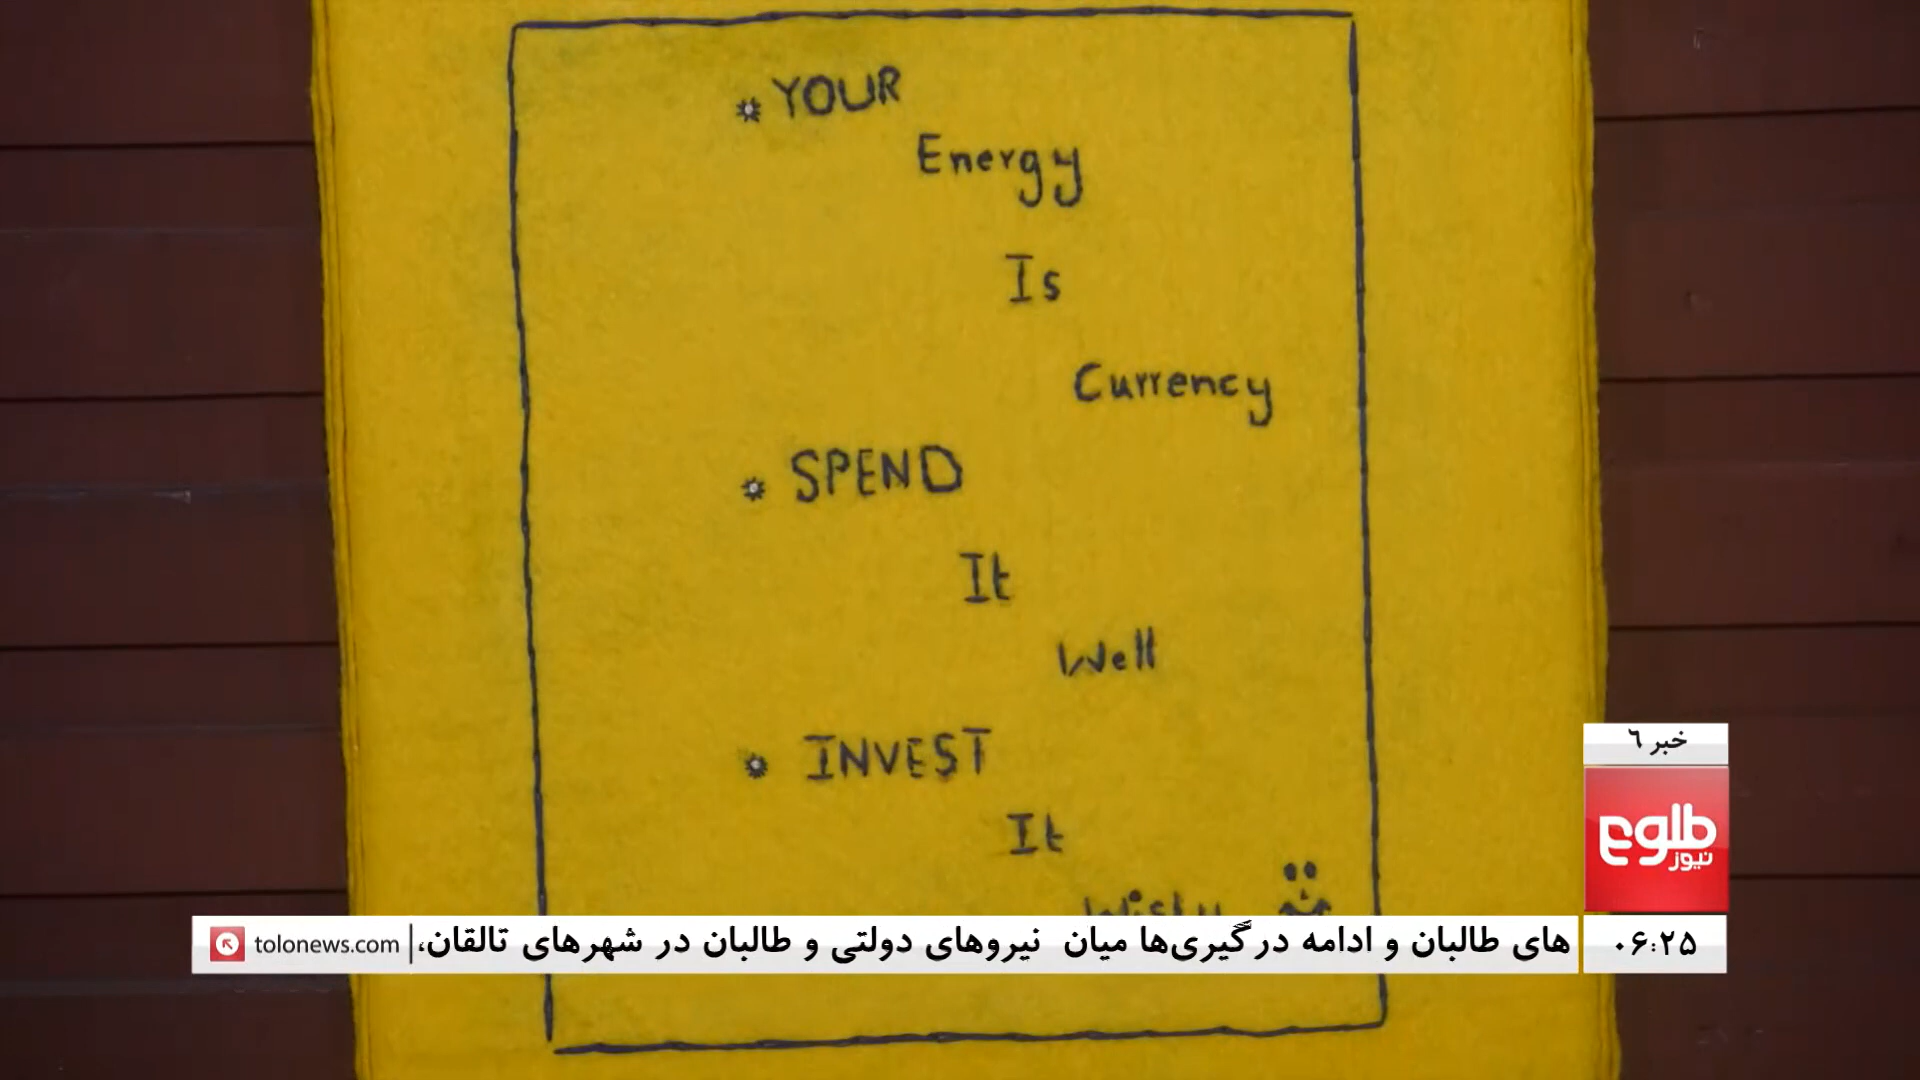 YOUR
Energy
Is
Currency
SPEND
It
Well
INVEST
It
خبر ٦
طلوع
نیوز
۰۶:۲۵
های طالبان و ادامه درگیری‌ها میان نیروهای دولتی و طالبان در شهرهای تالقان،
tolonews.com